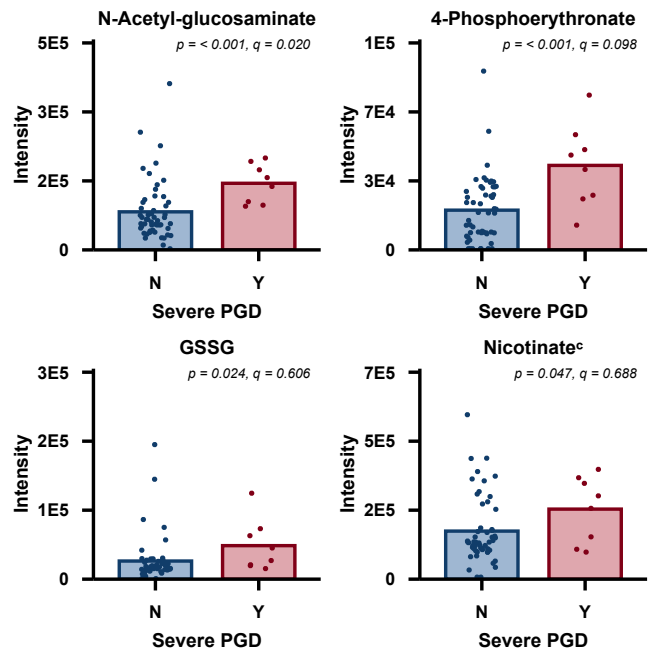 N-Acetyl-glucosaminate
p = < 0.001, q = 0.020
Intensity
5E5
3E5
2E5
0
N
Y
Severe PGD
4-Phosphoerythronate
p = < 0.001, q = 0.098
Intensity
1E5
7E4
3E4
0
N
Y
Severe PGD
GSSG
p = 0.024, q = 0.606
Intensity
3E5
2E5
1E5
0
N
Y
Severe PGD
Nicotinateᶜ
p = 0.047, q = 0.688
Intensity
7E5
5E5
2E5
0
N
Y
Severe PGD